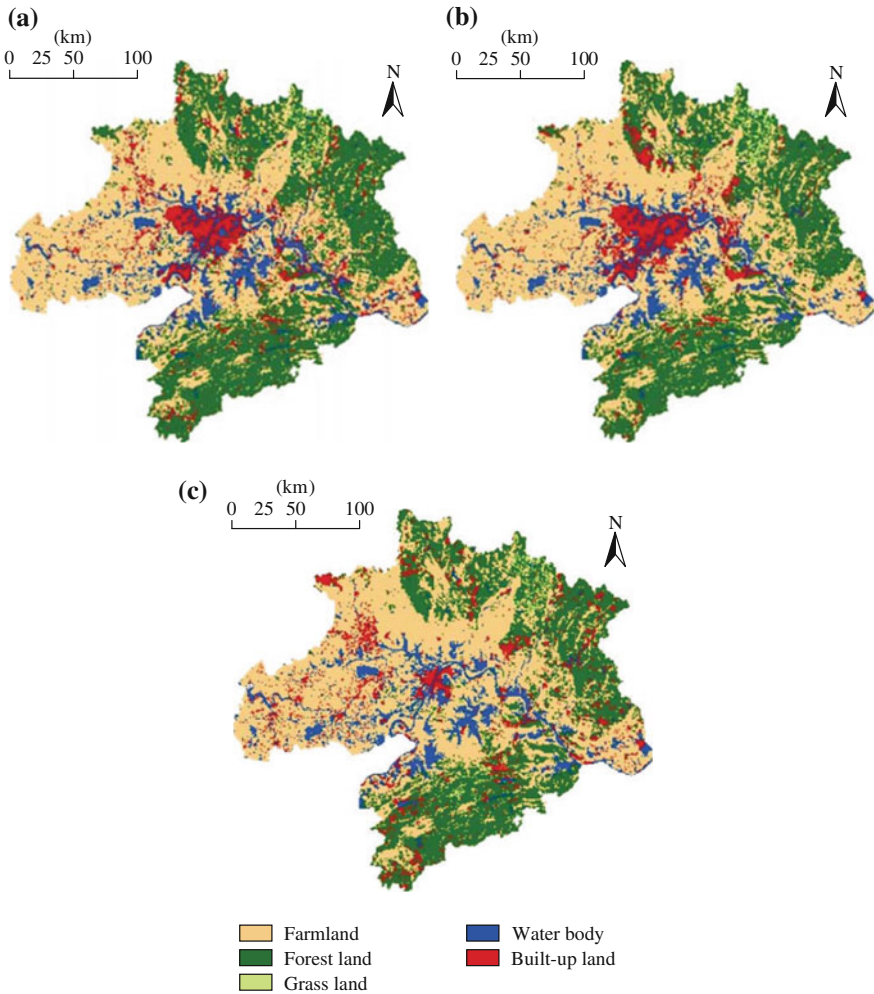 (a)
(km)
0 25 50 100
N
(b)
(km)
0 25 50 100
N
(c)
(km)
0 25 50 100
N
Farmland
Forest land
Grass land
Water body
Built-up land